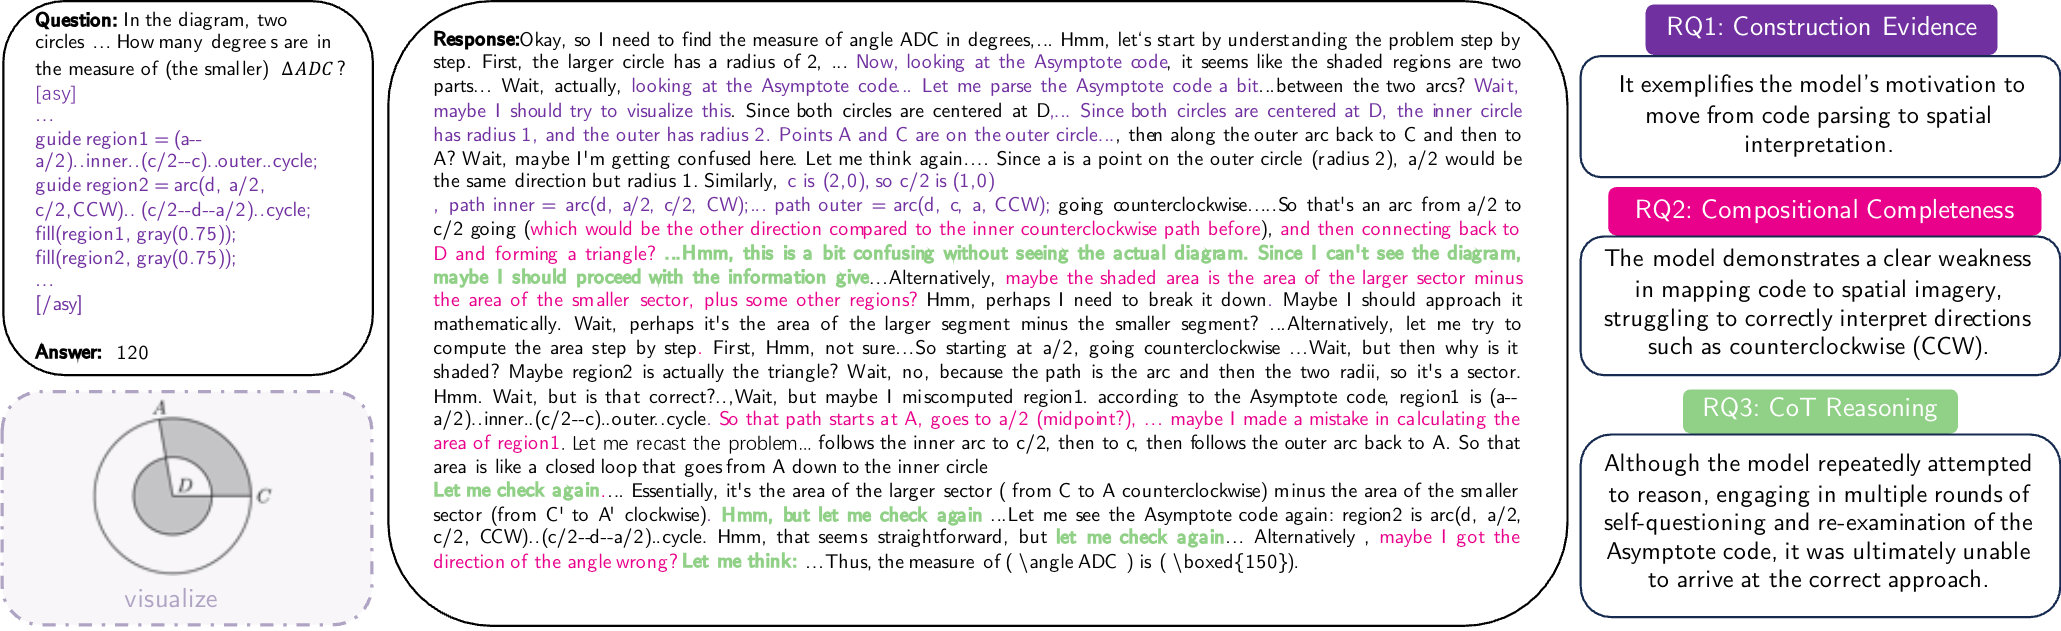 Question: In the diagram, two
circles ... How many degrees are in
the measure of (the smaller) ΔADC?
[asy]
...
guide region1 = (a--
a/2)..inner..(c/2--c)..outer..cycle;
guide region2 = arc(d, a/2,
c/2,CCW).. (c/2--d--a/2)..cycle;
fill(region1, gray(0.75));
fill(region2, gray(0.75));
...
[/asy]
Answer: 120
A
D
C
visualize
Response:Okay, so I need to find the measure of angle ADC in degrees,... Hmm, let's start by understanding the problem step by
step. First, the larger circle has a radius of 2, ... Now, looking at the Asymptote code, it seems like the shaded regions are two
parts... Wait, actually, looking at the Asymptote code... Let me parse the Asymptote code a bit...between the two arcs? Wait,
maybe I should try to visualize this. Since both circles are centered at D,... Since both circles are centered at D, the inner circle
has radius 1, and the outer has radius 2. Points A and C are on the outer circle..., then along the outer arc back to C and then to
A? Wait, maybe I'm getting confused here. Let me think again.... Since a is a point on the outer circle (radius 2), a/2 would be
the same direction but radius 1. Similarly, c is (2,0), so c/2 is (1,0)
, path inner = arc(d, a/2, c/2, CW);... path outer = arc(d, c, a, CCW); going counterclockwise.....So that's an arc from a/2 to
c/2 going (which would be the other direction compared to the inner counterclockwise path before), and then connecting back to
D and forming a triangle? ...Hmm, this is a bit confusing without seeing the actual diagram. Since I can't see the diagram,
maybe I should proceed with the information give...Alternatively, maybe the shaded area is the area of the larger sector minus
the area of the smaller sector, plus some other regions? Hmm, perhaps I need to break it down. Maybe I should approach it
mathematically. Wait, perhaps it's the area of the larger segment minus the smaller segment? ...Alternatively, let me try to
compute the area step by step. First, Hmm, not sure...So starting at a/2, going counterclockwise ...Wait, but then why is it
shaded? Maybe region2 is actually the triangle? Wait, no, because the path is the arc and then the two radii, so it's a sector.
Hmm. Wait, but is that correct?..,Wait, but maybe I miscomputed region1. according to the Asymptote code, region1 is (a--
a/2)..inner..(c/2--c)..outer..cycle. So that path starts at A, goes to a/2 (midpoint?), ... maybe I made a mistake in calculating the
area of region1. Let me recast the problem... follows the inner arc to c/2, then to c, then follows the outer arc back to A. So that
area is like a closed loop that goes from A down to the inner circle
Let me check again.... Essentially, it's the area of the larger sector ( from C to A counterclockwise) minus the area of the smaller
sector (from C' to A' clockwise). Hmm, but let me check again ...Let me see the Asymptote code again: region2 is arc(d, a/2,
c/2, CCW)..(c/2--d--a/2)..cycle. Hmm, that seems straightforward, but let me check again... Alternatively , maybe I got the
direction of the angle wrong? Let me think: ...Thus, the measure of ( \angle ADC ) is ( \boxed{150}).
RQ1: Construction Evidence
It exemplifies the model's motivation to
move from code parsing to spatial
interpretation.
RQ2: Compositional Completeness
The model demonstrates a clear weakness
in mapping code to spatial imagery,
struggling to correctly interpret directions
such as counterclockwise (CCW).
RQ3: CoT Reasoning
Although the model repeatedly attempted
to reason, engaging in multiple rounds of
self-questioning and re-examination of the
Asymptote code, it was ultimately unable
to arrive at the correct approach.